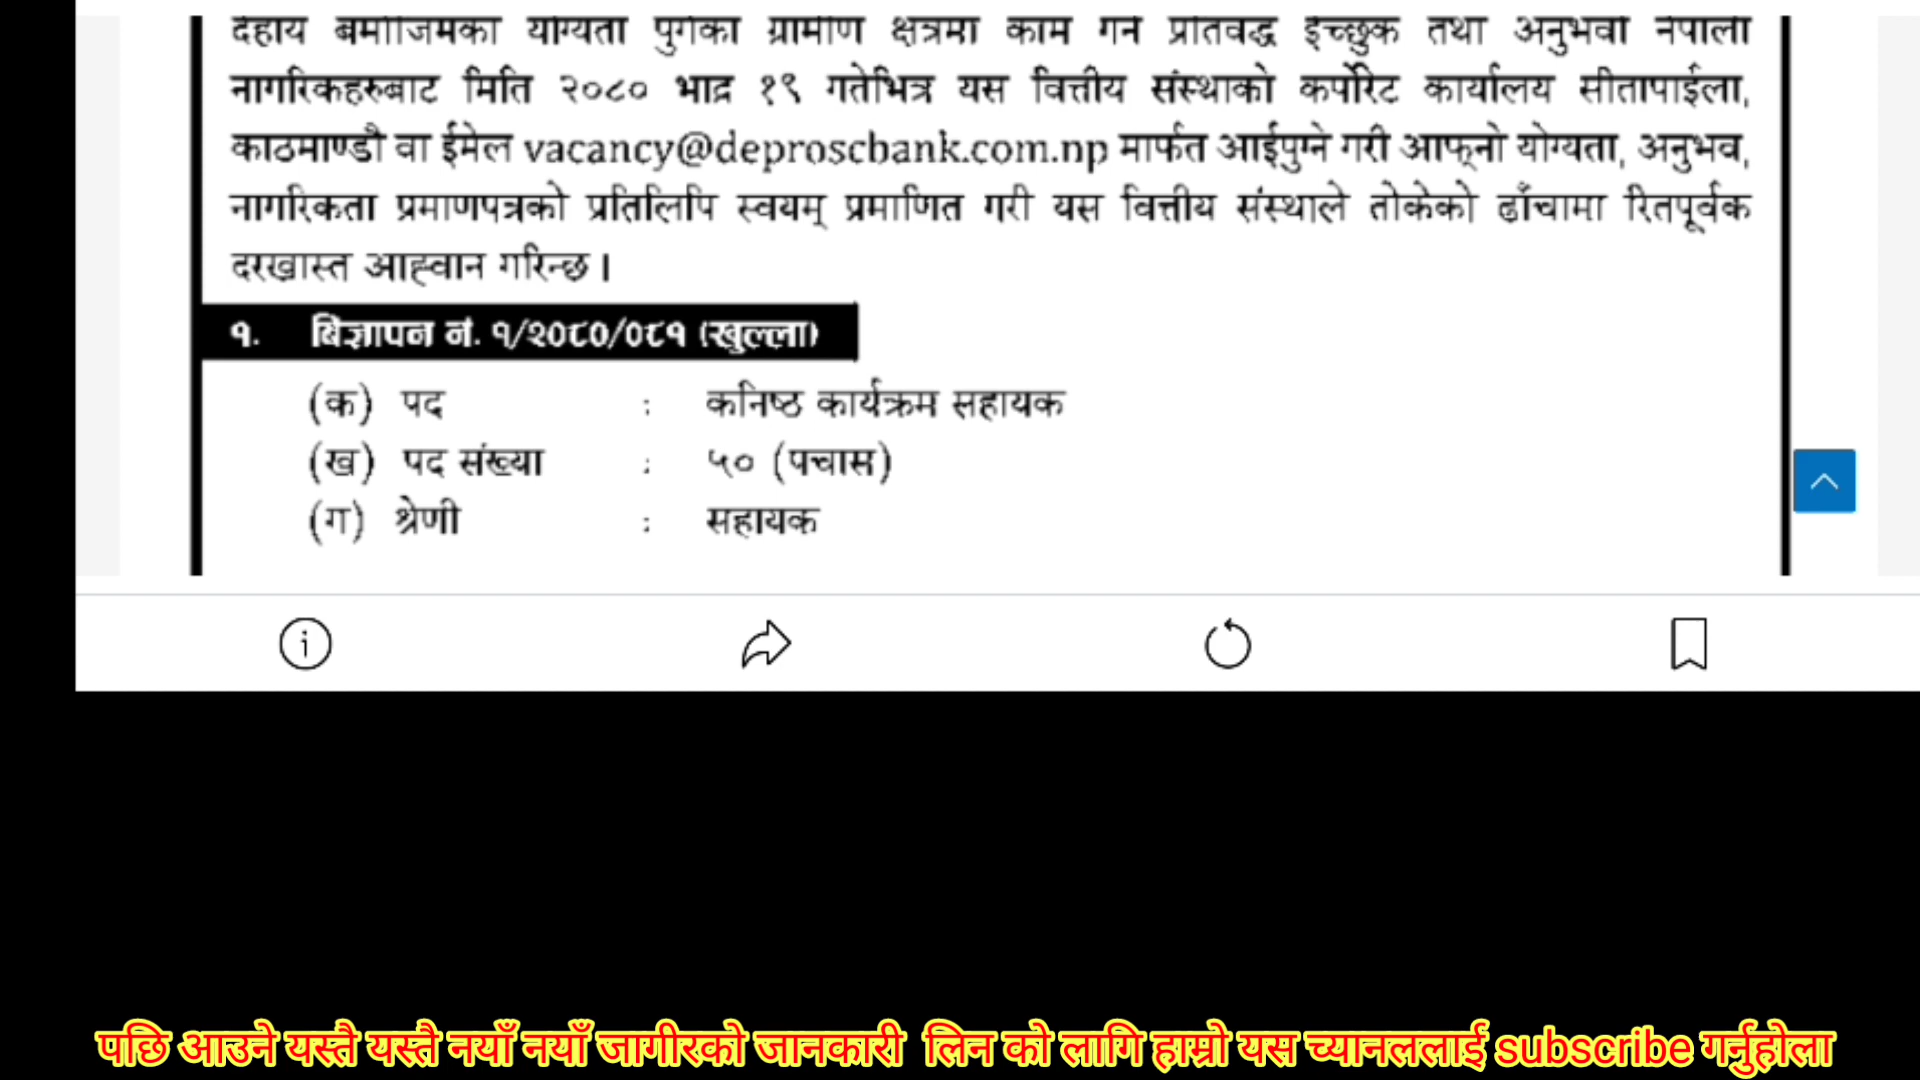 देहाय बमोजिमका योग्यता पुगेका ग्रामीण क्षेत्रमा काम गर्न प्रतिवद्ध ईच्छुक तथा अनुभवी नेपाली
नागरिकहरुबाट मिति २०८० भाद्र १९ गतेभित्र यस वित्तीय संस्थाको कर्पोरेट कार्यालय सीतापाईला,
काठमाण्डौ वा ईमेल vacancy@deproscbank.com.np मार्फत आईपुग्ने गरी आफ्नो योग्यता, अनुभव,
नागरिकता प्रमाणपत्रको प्रतिलिपि स्वयम् प्रमाणित गरी यस वित्तीय संस्थाले तोकेको ढाँचामा रितपूर्वक
दरखास्त आह्वान गरिन्छ ।
१. बिज्ञापन नं. १/२०८०/०८१ (खुल्ला)
(क) पद : कनिष्ठ कार्यक्रम सहायक
(ख) पद संख्या : ५० (पचास)
(ग) श्रेणी : सहायक
पछि आउने यस्तै यस्तै नयाँ नयाँ जागीरको जानकारी लिन को लागि हाम्रो यस च्यानललाई subscribe गर्नुहोला